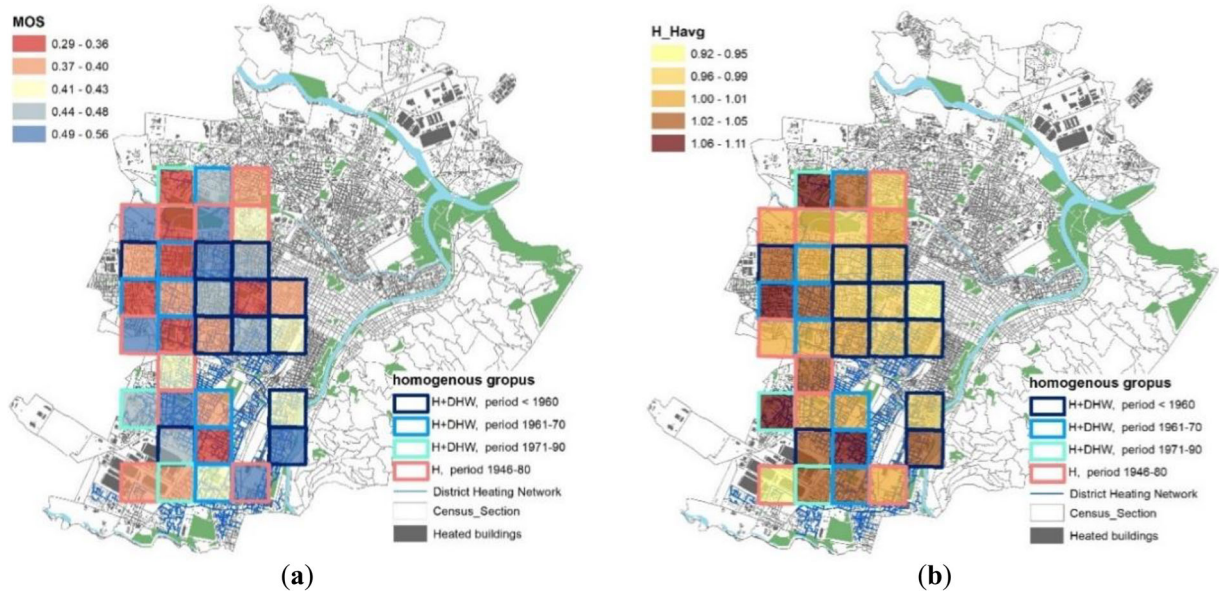 MOS
0.29 - 0.36
0.37 - 0.40
0.41 - 0.43
0.44 - 0.48
0.49 - 0.56
homogenous gropus
H+DHW, period < 1960
H+DHW, period 1961-70
H+DHW, period 1971-90
H, period 1946-80
District Heating Network
Census_Section
Heated buildings
(a)
H_Havg
0.92 - 0.95
0.96 - 0.99
1.00 - 1.01
1.02 - 1.05
1.06 - 1.11
homogenous gropus
H+DHW, period < 1960
H+DHW, period 1961-70
H+DHW, period 1971-90
H, period 1946-80
District Heating Network
Census_Section
Heated buildings
(b)